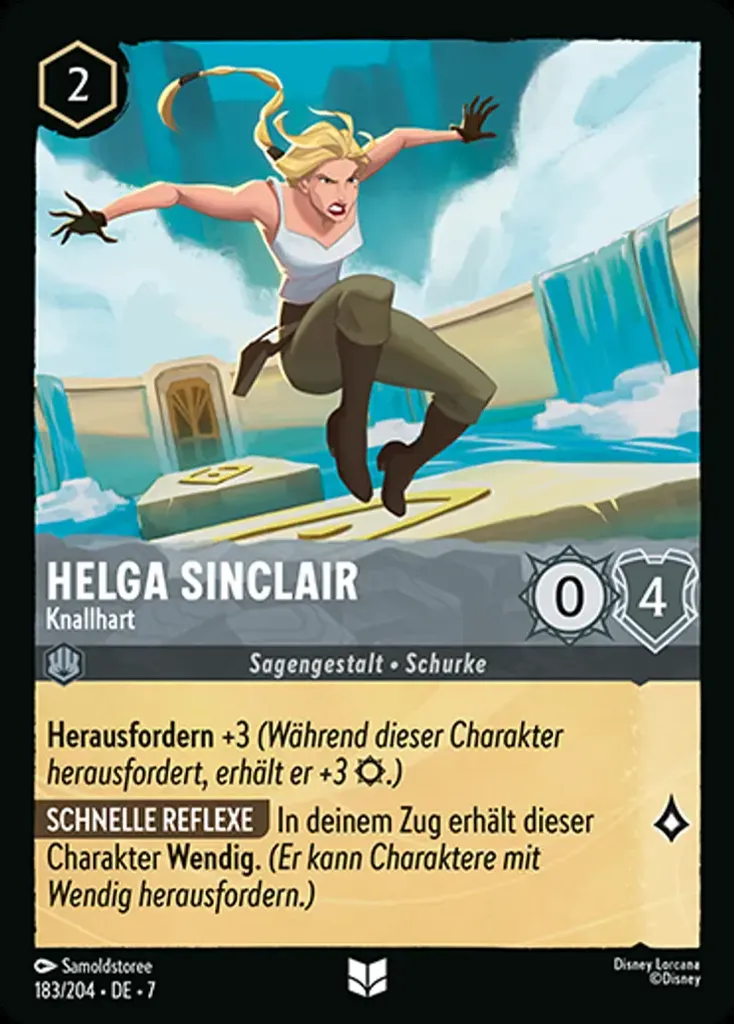 2
HELGA SINCLAIR
Knallhart
0
4
Sagengestalt • Schurke
Herausfordern +3 (Während dieser Charakter
herausfordert, erhält er +3 .)
SCHNELLE REFLEXE In deinem Zug erhält dieser
Charakter Wendig. (Er kann Charaktere mit
Wendig herausfordern.)
Samoldstoree
183/204 • DE • 7
Disney Lorcana
©Disney